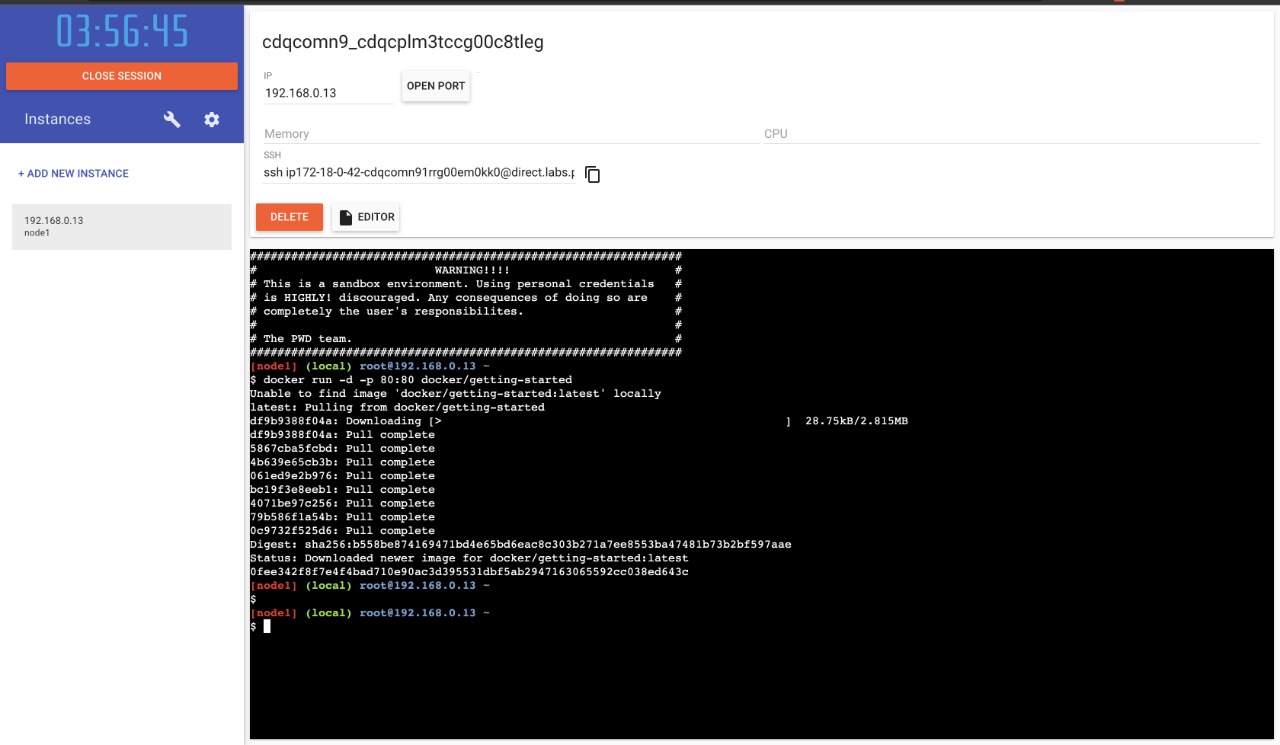 03:56:45
CLOSE SESSION
Instances
+ ADD NEW INSTANCE
192.168.0.13
node1
cdqcomn9_cdqcplm3tccg00c8tleg
IP
192.168.0.13
OPEN PORT
Memory
CPU
SSH
ssh ip172-18-0-42-cdqcomn91rrg00em0kk0@direct.labs.p
DELETE
EDITOR
###############################################################
# WARNING!!!! #
# This is a sandbox environment. Using personal credentials #
# is HIGHLY! discouraged. Any consequences of doing so are #
# completely the user's responsibilites. #
# #
# The PWD team. #
###############################################################
[node1] (local) root@192.168.0.13 ~
$ docker run -d -p 80:80 docker/getting-started
Unable to find image 'docker/getting-started:latest' locally
latest: Pulling from docker/getting-started
df9b9388f04a: Downloading [> ] 28.75kB/2.815MB
df9b9388f04a: Pull complete
5867cba5fcbd: Pull complete
4b639e65cb3b: Pull complete
061ed9e2b976: Pull complete
bc19f3e8eeb1: Pull complete
4071be97c256: Pull complete
79b586f1a54b: Pull complete
0c9732f525d6: Pull complete
Digest: sha256:b558be874169471bd4e65bd6eac8c303b271a7ee8553ba47481b73b2bf597aae
Status: Downloaded newer image for docker/getting-started:latest
0fee342f8f7e4f4bad710e90ac3d395531dbf5ab2947163065592cc038ed643c
[node1] (local) root@192.168.0.13 ~
$
[node1] (local) root@192.168.0.13 ~
$